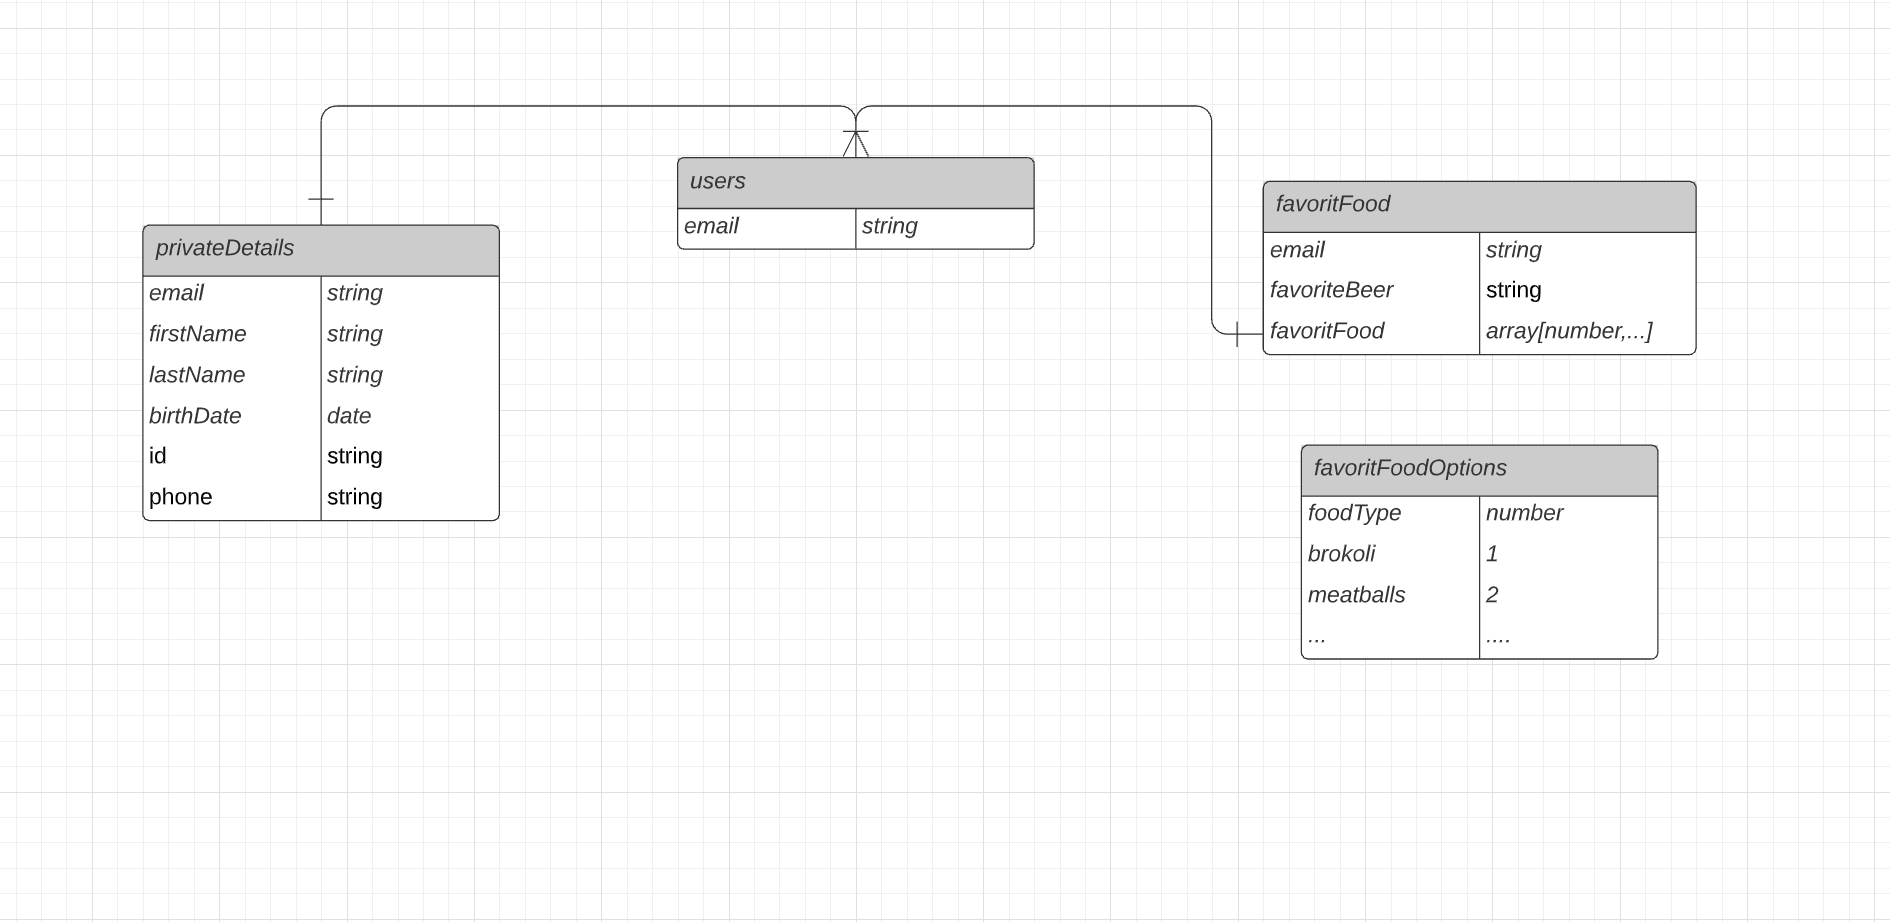 privateDetails
email string
firstName string
lastName string
birthDate date
id string
phone string
users
email string
favoritFood
email string
favoriteBeer string
favoritFood array[number,...]
favoritFoodOptions
foodType number
brokoli 1
meatballs 2
... ....